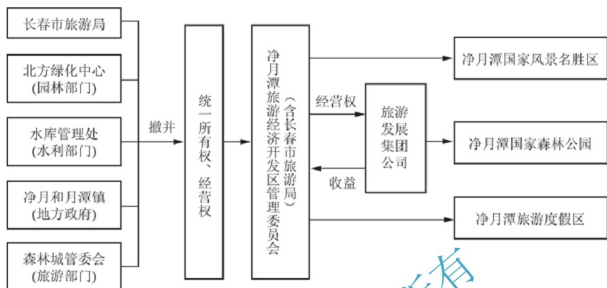 长春市旅游局
北方绿化中心
(园林部门)
水库管理处
(水利部门)
净月和月潭镇
(地方政府)
森林城管委会
(旅游部门)
撤并
统一所有权、经营权
净月潭旅游经济开发区管理委员会
(含长春市旅游局)
经营权
收益
旅游
发展
集团
公司
净月潭国家风景名胜区
净月潭国家森林公园
净月潭旅游度假区
所有